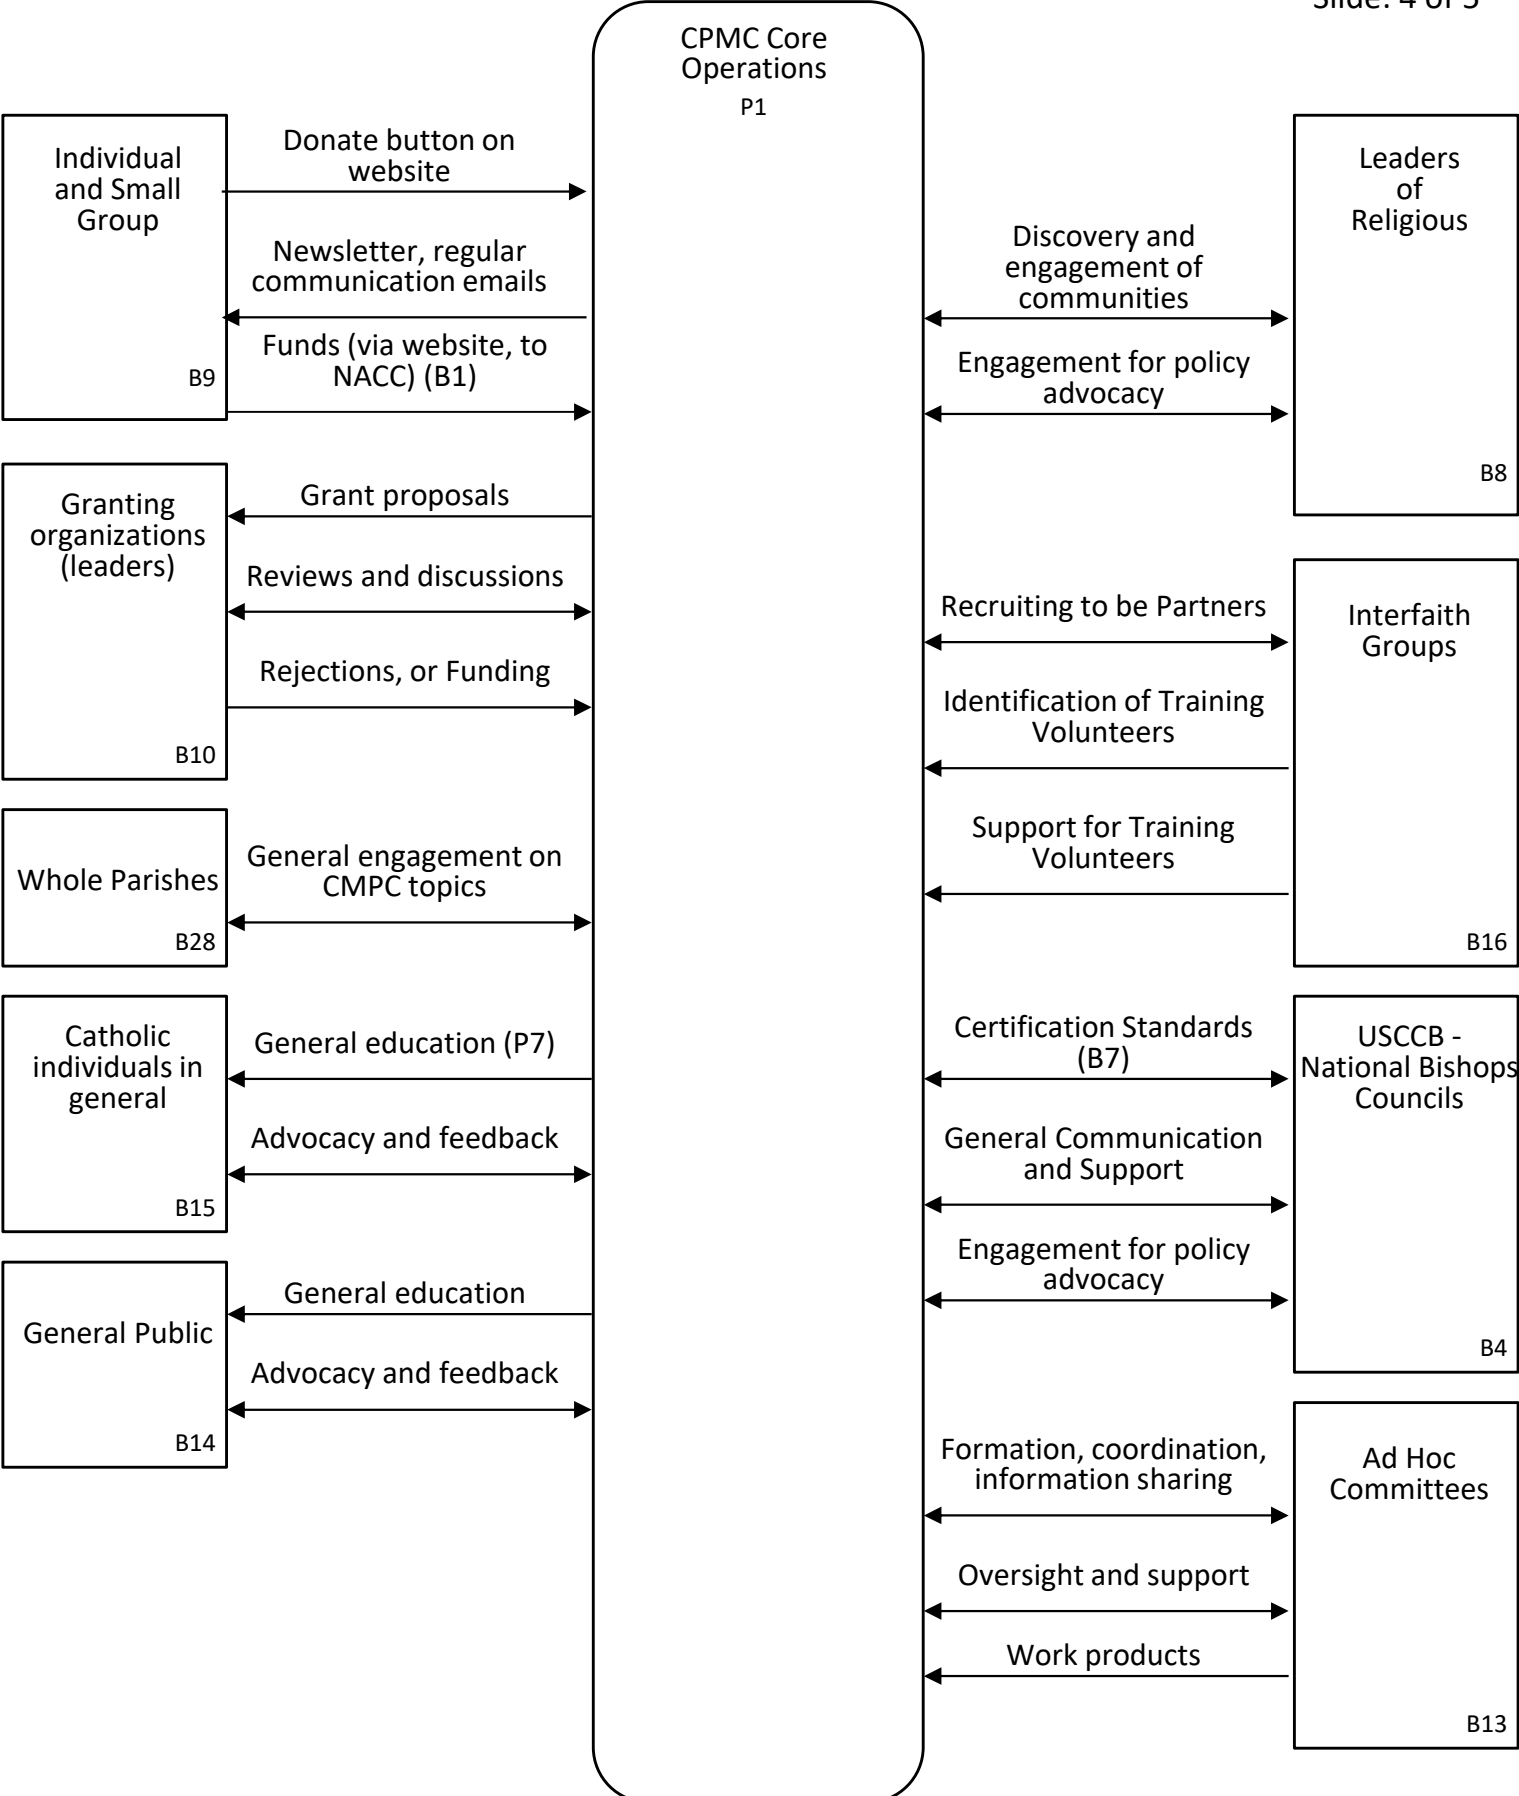 Slide: 4 of 5
CPMC Core
Operations
P1
Individual
and Small
Group
B9
Donate button on
website
Newsletter, regular
communication emails
Funds (via website, to
NACC) (B1)
Granting
organizations
(leaders)
B10
Grant proposals
Reviews and discussions
Rejections, or Funding
Whole Parishes
B28
General engagement on
CMPC topics
Catholic
individuals in
general
B15
General education (P7)
Advocacy and feedback
General Public
B14
General education
Advocacy and feedback
Discovery and
engagement of
communities
Engagement for policy
advocacy
Leaders
of
Religious
B8
Recruiting to be Partners
Identification of Training
Volunteers
Support for Training
Volunteers
Interfaith
Groups
B16
Certification Standards
(B7)
General Communication
and Support
Engagement for policy
advocacy
USCCB -
National Bishops
Councils
B4
Formation, coordination,
information sharing
Oversight and support
Work products
Ad Hoc
Committees
B13